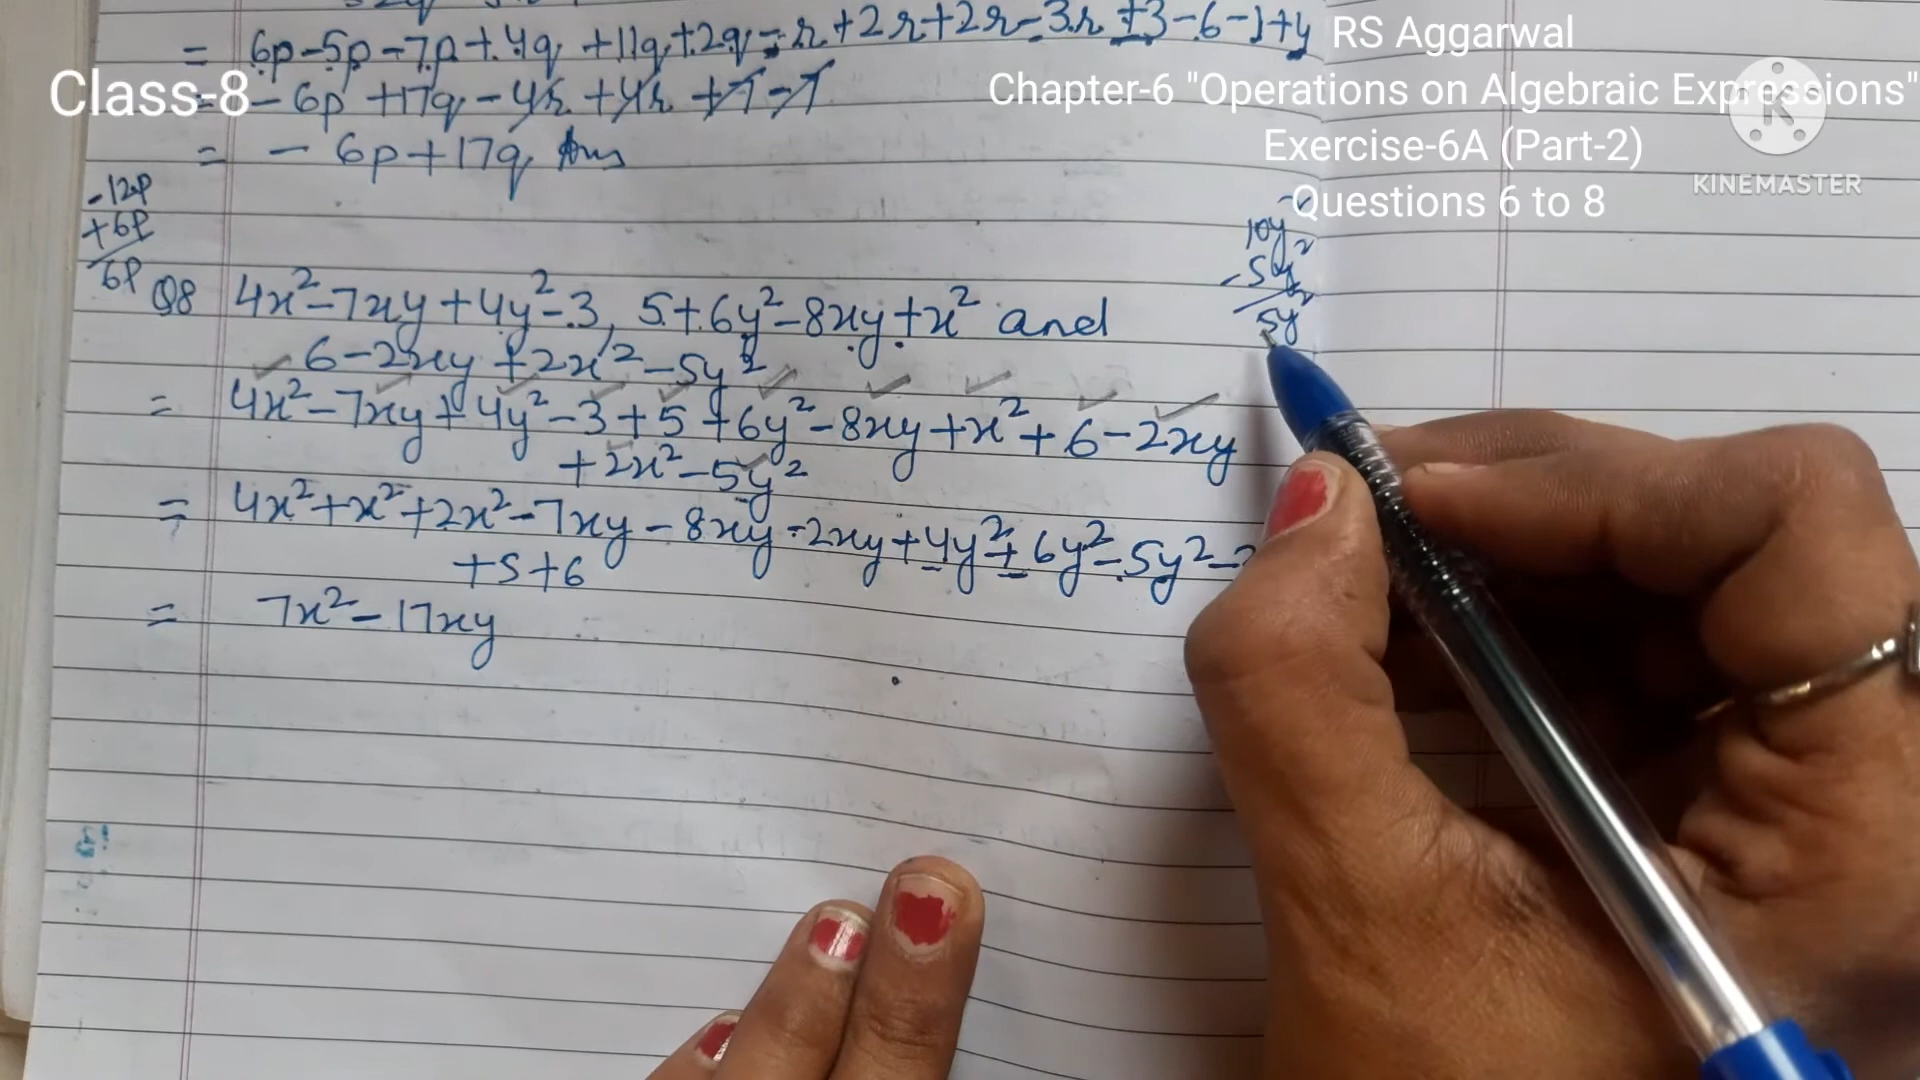 = 6p-5p-7p+4q+11q+2q-r+2r+2r-3r+3-6-1+4
= -6p+17q-4r+4r+7-7
= -6p+17q Ans
-12p
+6p
6p
Class-8
RS Aggarwal
Chapter-6 "Operations on Algebraic Expressions"
Exercise-6A (Part-2)
Questions 6 to 8
KINEMASTER
10y²
-5y²
5y²
Q8 4x²-7xy+4y²-3, 5+6y²-8xy+x² and
6-2xy+2x²-5y²
= 4x²-7xy+4y²-3+5+6y²-8xy+x²+6-2xy
+2x²-5y²
= 4x²+x²+2x²-7xy-8xy-2xy+4y²+6y²-5y²-
+5+6
= 7x²-17xy